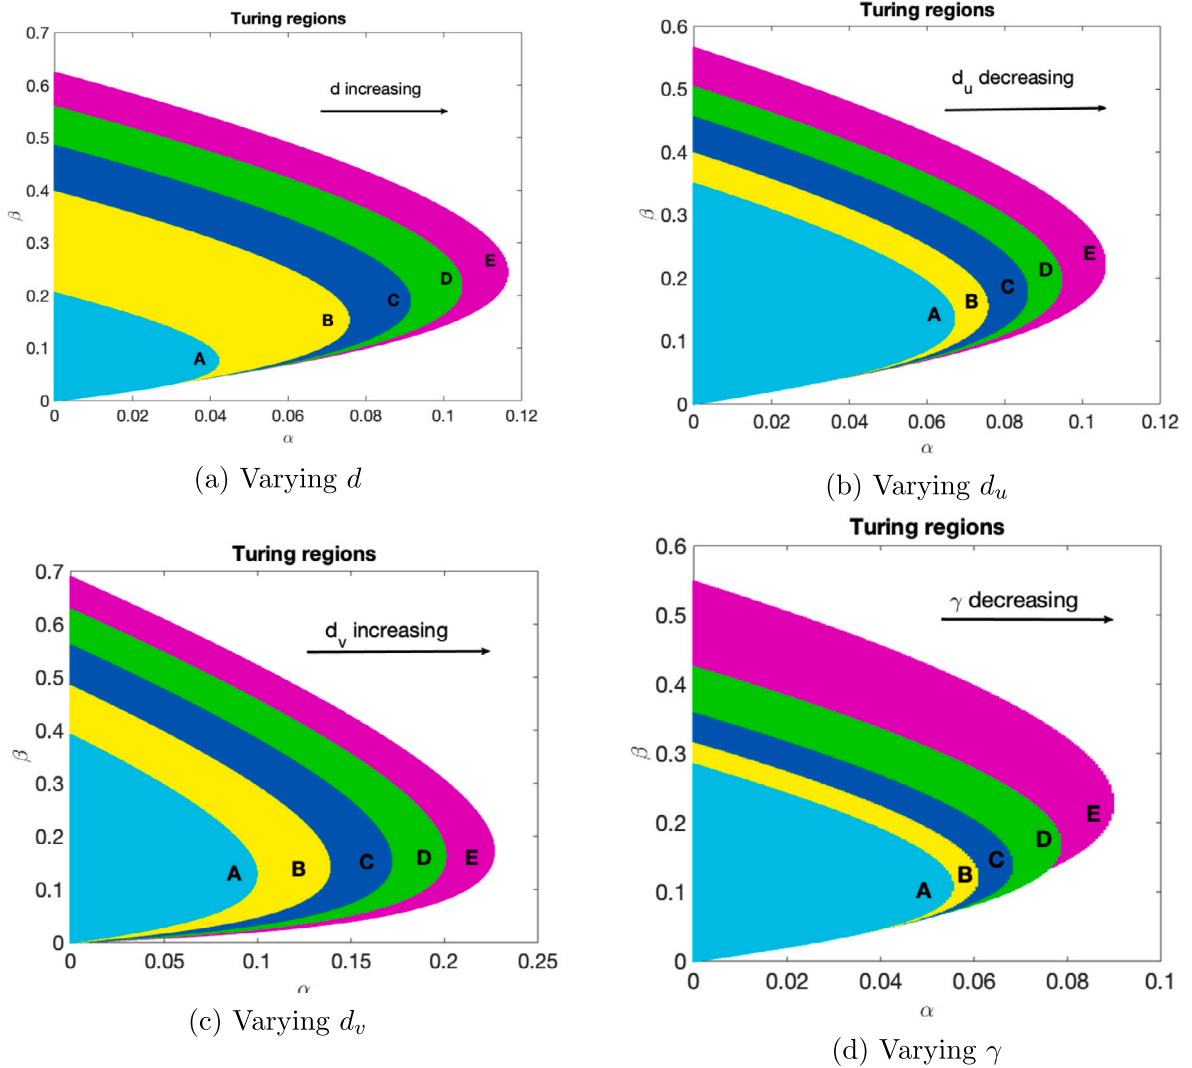 Turing regions
0.7
0.6
0.5
0.4
0.3
0.2
0.1
0
β
d increasing
A
B
C
D
E
0 0.02 0.04 0.06 0.08 0.1 0.12
α
(a) Varying d
Turing regions
0.6
0.5
0.4
0.3
0.2
0.1
0
β
d_u decreasing
A
B
C
D
E
0 0.02 0.04 0.06 0.08 0.1 0.12
α
(b) Varying d_u
Turing regions
0.7
0.6
0.5
0.4
0.3
0.2
0.1
0
β
d_v increasing
A
B
C
D
E
0 0.05 0.1 0.15 0.2 0.25
α
(c) Varying d_v
Turing regions
0.6
0.5
0.4
0.3
0.2
0.1
0
β
γ decreasing
A
B
C
D
E
0 0.02 0.04 0.06 0.08 0.1
α
(d) Varying γ